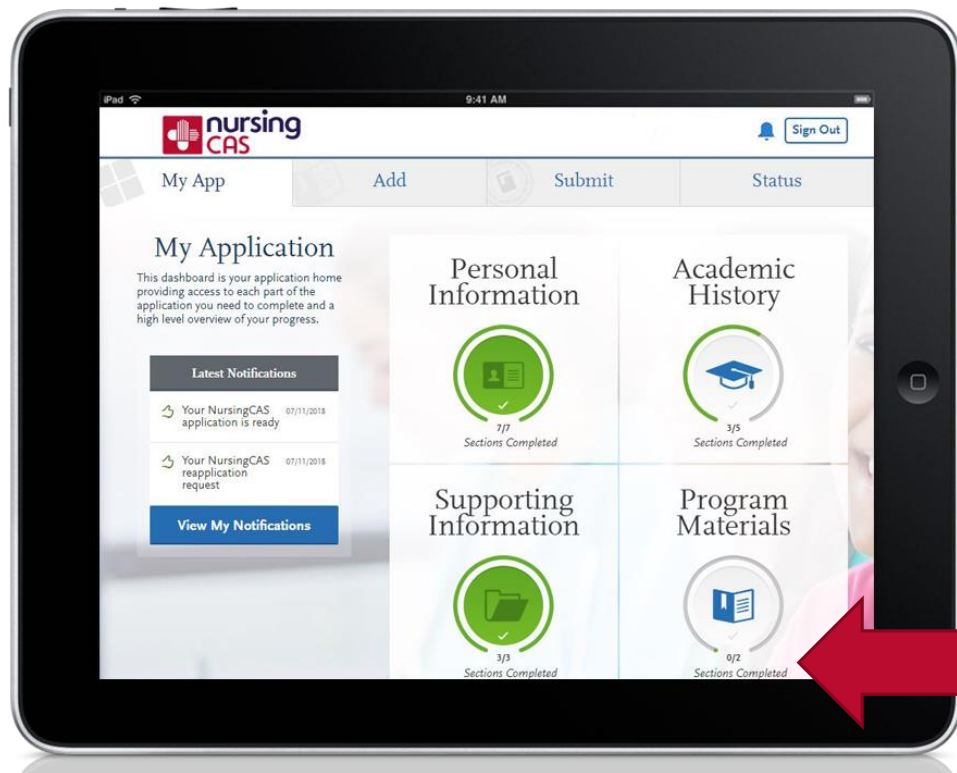 iPad
9:41 AM
nursing
CAS
Sign Out
My App
Add
Submit
Status
My Application
This dashboard is your application home
providing access to each part of the
application you need to complete and a
high level overview of your progress.
Latest Notifications
Your NursingCAS
application is ready
07/11/2018
Your NursingCAS
reapplication
request
07/11/2018
View My Notifications
Personal
Information
7/7
Sections Completed
Academic
History
3/5
Sections Completed
Supporting
Information
3/3
Sections Completed
Program
Materials
0/2
Sections Completed